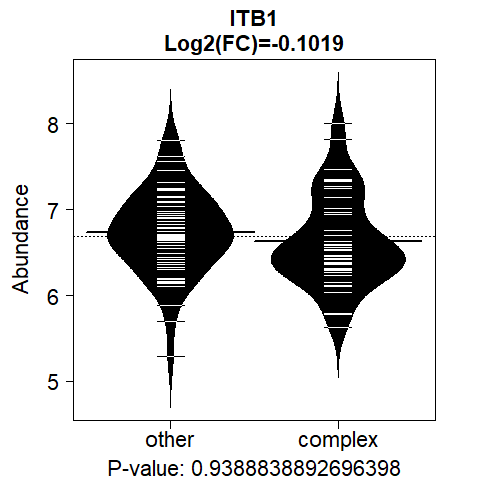 ITB1
Log2(FC)=-0.1019
Abundance
8
7
6
5
other complex
P-value: 0.9388838892696398